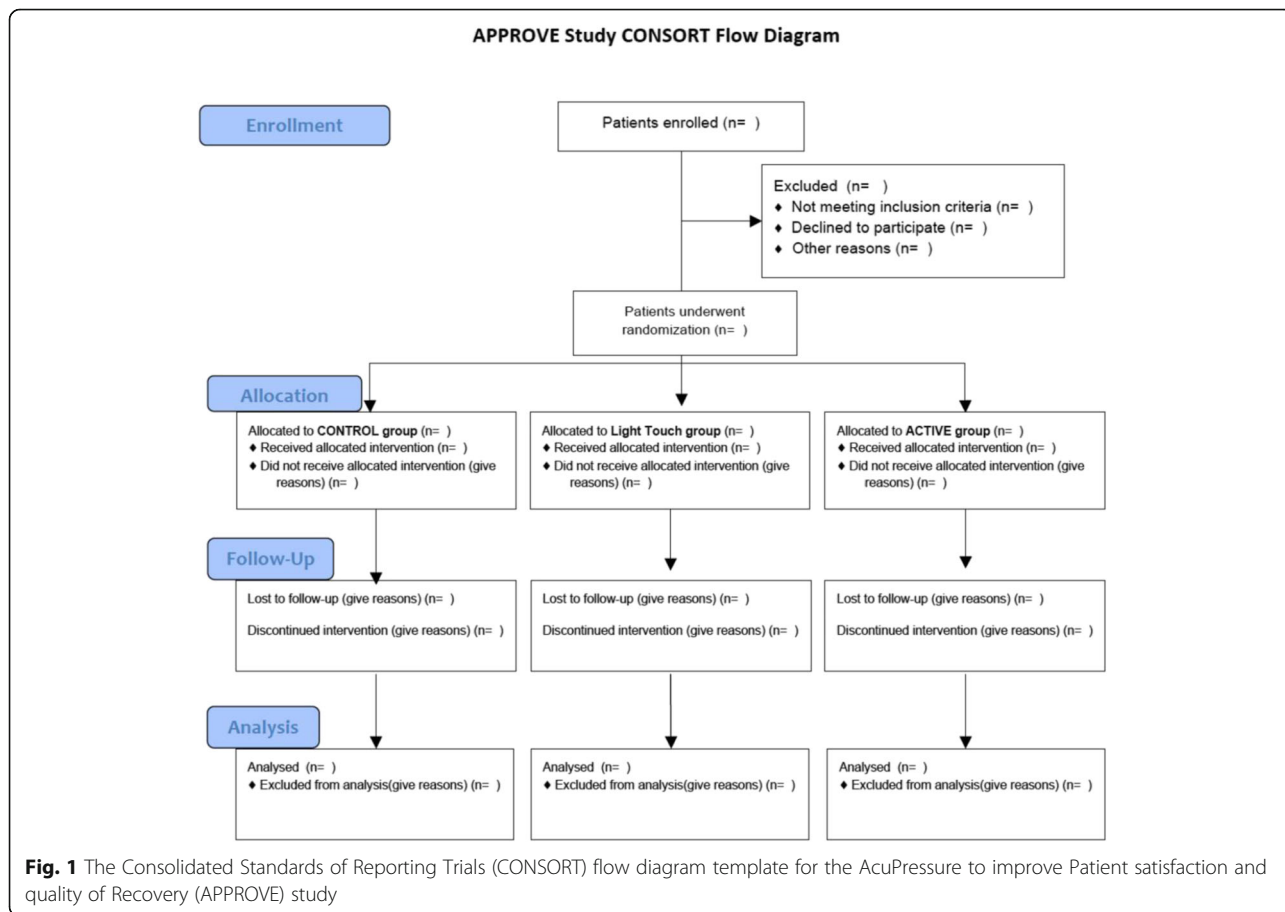 APPROVE Study CONSORT Flow Diagram
Enrollment
Patients enrolled (n=  )
Excluded  (n=   )
♦ Not meeting inclusion criteria (n=  )
♦ Declined to participate (n=  )
♦ Other reasons (n=  )
Patients underwent
randomization (n=  )
Allocation
Allocated to CONTROL group (n=  )
♦ Received allocated intervention (n=  )
♦ Did not receive allocated intervention (give
reasons) (n=  )
Allocated to Light Touch group (n=  )
♦ Received allocated intervention (n=  )
♦ Did not receive allocated intervention (give
reasons) (n=  )
Allocated to ACTIVE group (n=  )
♦ Received allocated intervention (n=  )
♦ Did not receive allocated intervention (give
reasons) (n=  )
Follow-Up
Lost to follow-up (give reasons) (n=  )
Discontinued intervention (give reasons) (n=  )
Lost to follow-up (give reasons) (n=  )
Discontinued intervention (give reasons) (n=  )
Lost to follow-up (give reasons) (n=  )
Discontinued intervention (give reasons) (n=  )
Analysis
Analysed  (n=  )
♦ Excluded from analysis(give reasons) (n=  )
Analysed  (n=  )
♦ Excluded from analysis(give reasons) (n=  )
Analysed  (n=  )
♦ Excluded from analysis(give reasons) (n=  )
Fig. 1 The Consolidated Standards of Reporting Trials (CONSORT) flow diagram template for the AcuPressure to improve Patient satisfaction and
quality of Recovery (APPROVE) study